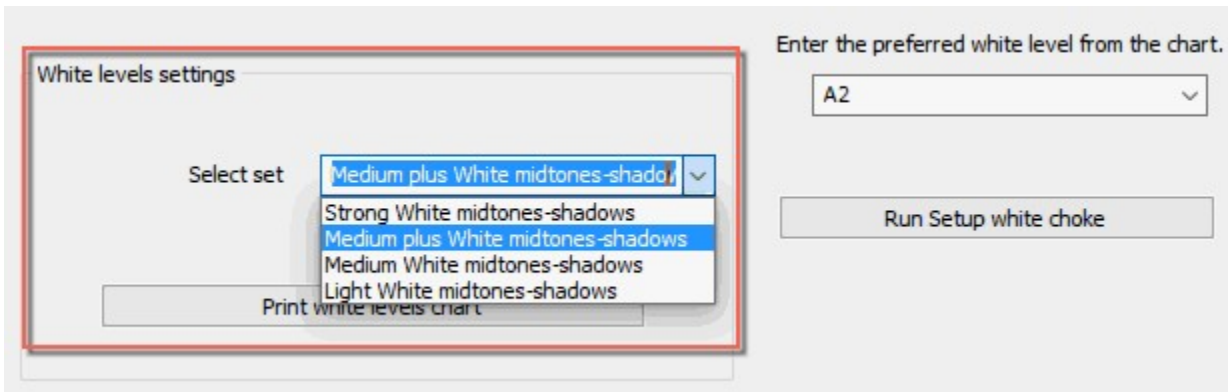 Enter the preferred white level from the chart.
White levels settings
A2
Select set
Medium plus White midtones-shadow
Strong White midtones-shadows
Medium plus White midtones-shadows
Medium White midtones-shadows
Light White midtones-shadows
Run Setup white choke
Print white levels chart